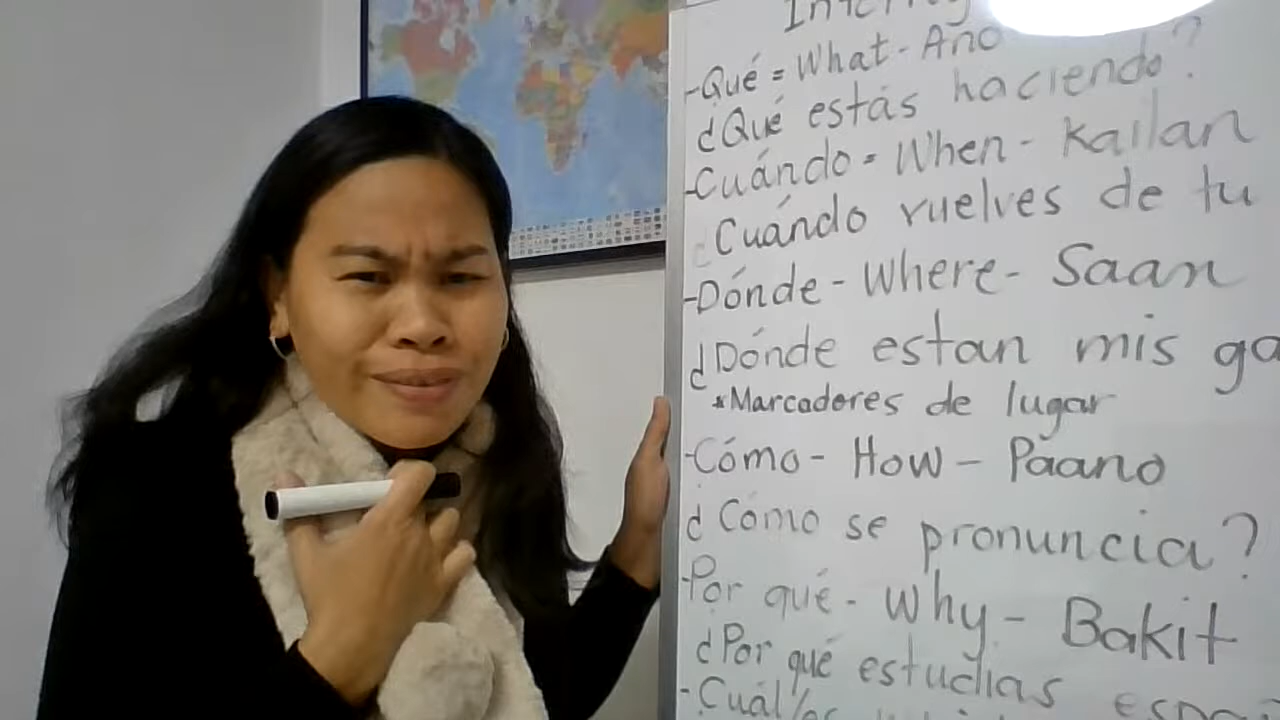 -Qué = What - Ano
¿Qué estás haciendo?
-Cuándo = When - Kailan
¿Cuándo vuelves de tu
-Dónde - Where - Saan
¿Dónde estan mis
*Marcadores de lugar
-Cómo - How - Paano
¿Cómo se pronuncia?
-Por qué - Why - Bakit
¿Por qué estudias